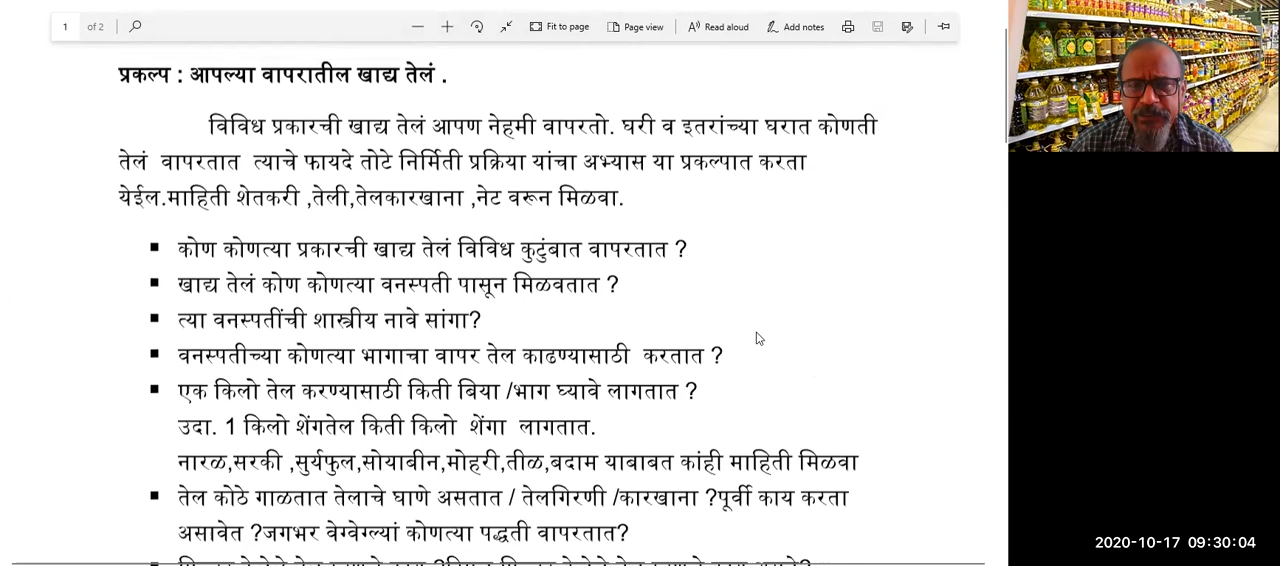 1 of 2 Fit to page Page view Read aloud Add notes
प्रकल्प : आपल्या वापरातील खाद्य तेलं .
विविध प्रकारची खाद्य तेलं आपण नेहमी वापरतो. घरी व इतरांच्या घरात कोणती
तेलं वापरतात त्याचे फायदे तोटे निर्मिती प्रक्रिया यांचा अभ्यास या प्रकल्पात करता
येईल.माहिती शेतकरी ,तेली,तेलकारखाना ,नेट वरून मिळवा.
▪ कोण कोणत्या प्रकारची खाद्य तेलं विविध कुटुंबात वापरतात ?
▪ खाद्य तेलं कोण कोणत्या वनस्पती पासून मिळवतात ?
▪ त्या वनस्पतींची शास्त्रीय नावे सांगा?
▪ वनस्पतीच्या कोणत्या भागाचा वापर तेल काढण्यासाठी करतात ?
▪ एक किलो तेल करण्यासाठी किती बिया /भाग घ्यावे लागतात ?
उदा. 1 किलो शेंगतेल किती किलो शेंगा लागतात.
नारळ,सरकी ,सुर्यफुल,सोयाबीन,मोहरी,तीळ,बदाम याबाबत कांही माहिती मिळवा
▪ तेल कोठे गाळतात तेलाचे घाणे असतात / तेलगिरणी /कारखाना ?पूर्वी काय करता
असावेत ?जगभर वेग्वेग्ल्यां कोणत्या पद्धती वापरतात?
2020-10-17 09:30:04